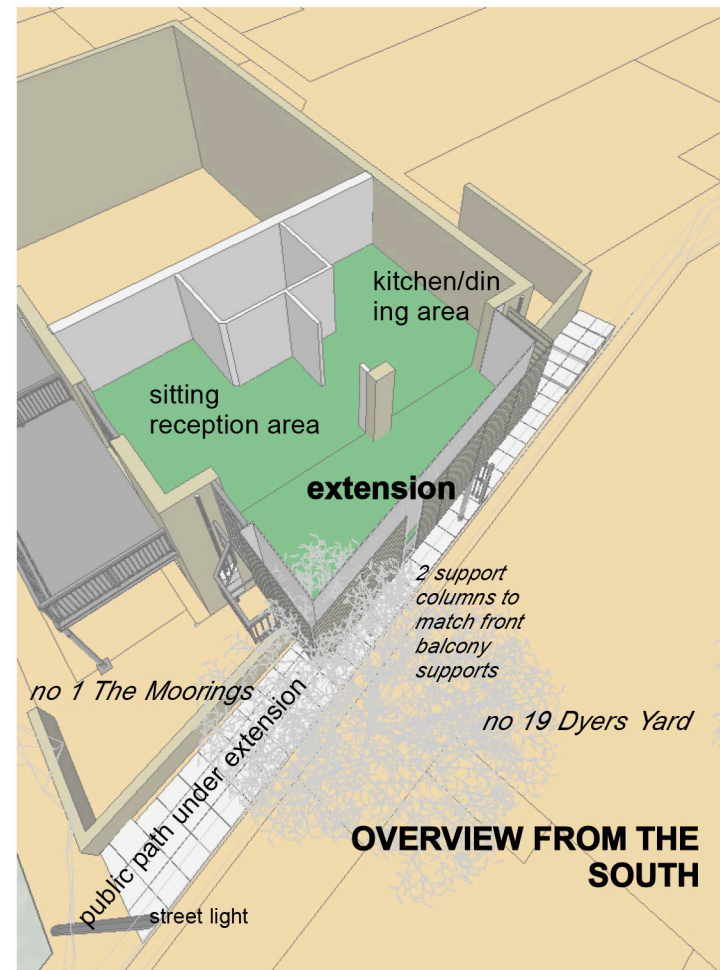 kitchen/din
ing area
sitting
reception area
extension
2 support
columns to
match front
balcony
supports
no 1 The Moorings
no 19 Dyers Yard
public path under extension
OVERVIEW FROM THE
SOUTH
street light